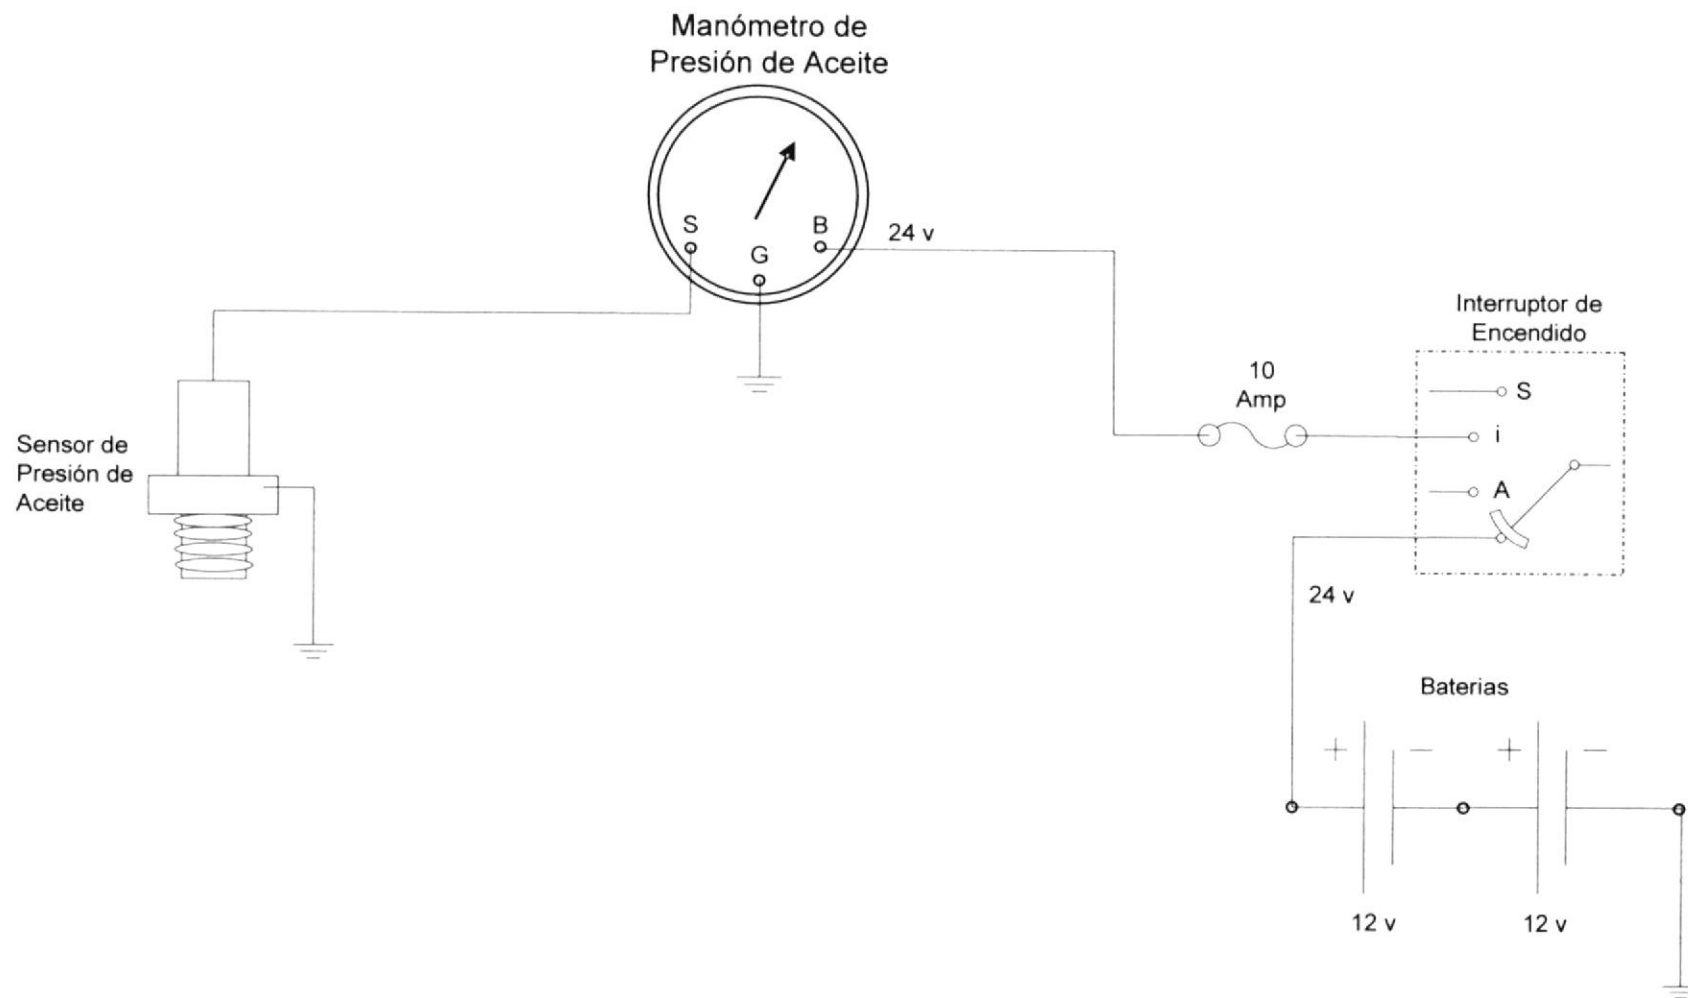 Manómetro de
Presión de Aceite
S
G
B
24 v
Interruptor de
Encendido
10
Amp
S
i
A
Sensor de
Presión de
Aceite
24 v
Baterias
+
−
+
−
12 v
12 v